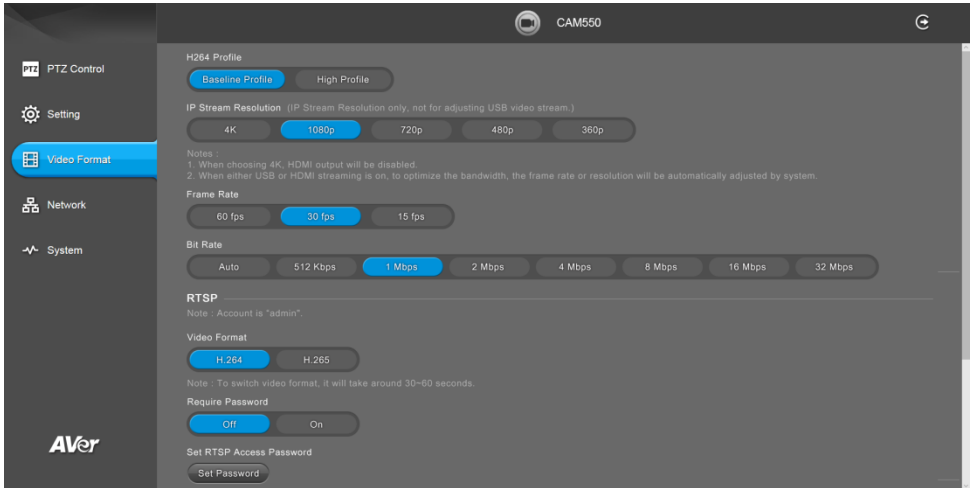 CAM550
PTZ PTZ Control
Setting
Video Format
Network
System
AVer
H264 Profile
Baseline Profile High Profile
IP Stream Resolution (IP Stream Resolution only, not for adjusting USB video stream.)
4K 1080p 720p 480p 360p
Notes :
1. When choosing 4K, HDMI output will be disabled.
2. When either USB or HDMI streaming is on, to optimize the bandwidth, the frame rate or resolution will be automatically adjusted by system.
Frame Rate
60 fps 30 fps 15 fps
Bit Rate
Auto 512 Kbps 1 Mbps 2 Mbps 4 Mbps 8 Mbps 16 Mbps 32 Mbps
RTSP
Note : Account is "admin".
Video Format
H.264 H.265
Note : To switch video format, it will take around 30~60 seconds.
Require Password
Off On
Set RTSP Access Password
Set Password